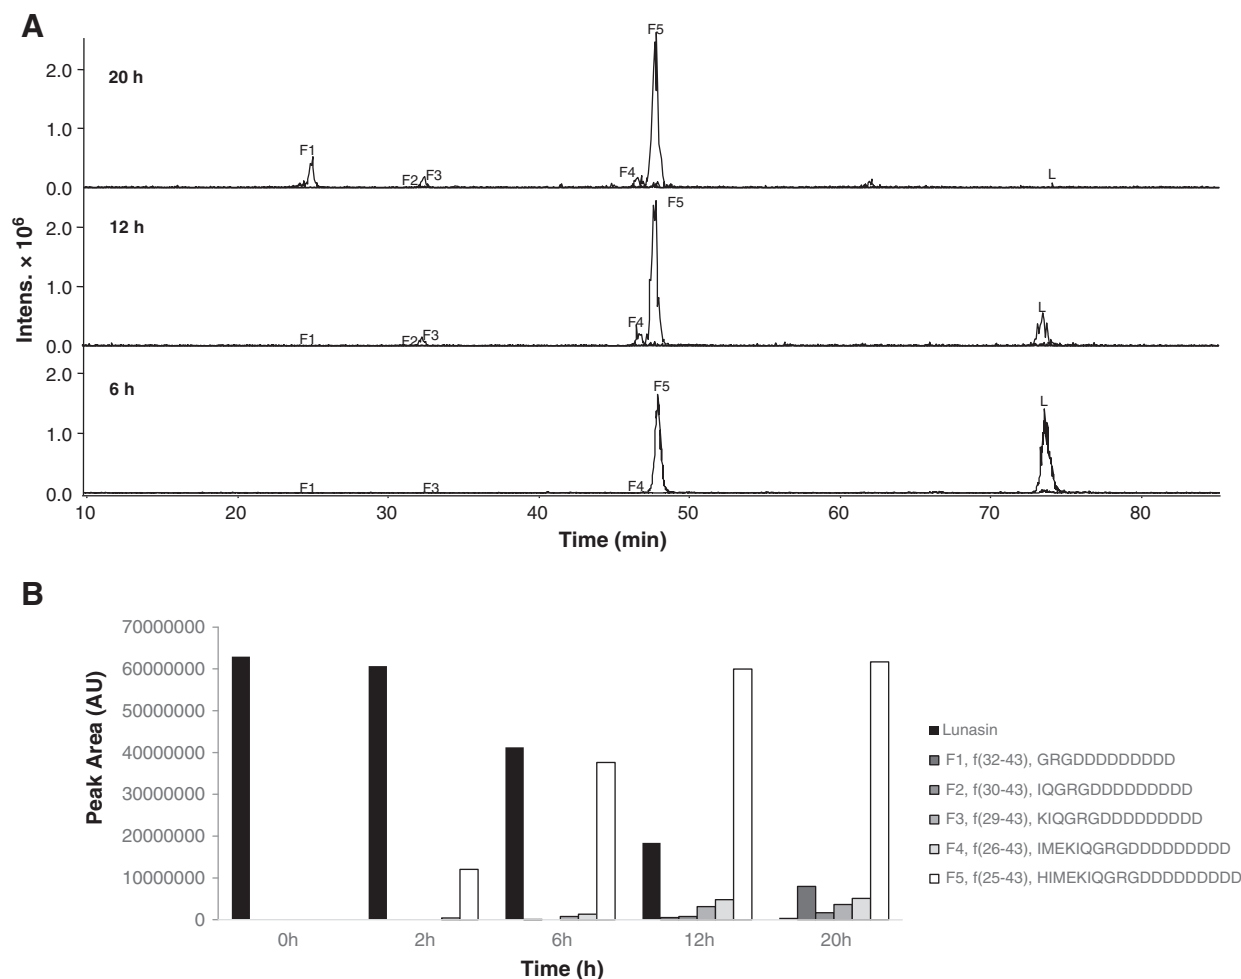 A
Intens. × 10⁶
20 h
2.0
1.0
0.0
F1
F2
F3
F4
F5
L
12 h
2.0
1.0
0.0
F1
F2
F3
F4
F5
L
6 h
2.0
1.0
0.0
F1
F3
F4
F5
L
10 20 30 40 50 60 70 80
Time (min)
B
Peak Area (AU)
70000000
60000000
50000000
40000000
30000000
20000000
10000000
0
0h 2h 6h 12h 20h
Time (h)
Lunasin
F1, f(32-43), GRGDDDDDDDDD
F2, f(30-43), IQGRGDDDDDDDDD
F3, f(29-43), KIQGRGDDDDDDDDD
F4, f(26-43), IMEKIQGRGDDDDDDDDD
F5, f(25-43), HIMEKIQGRGDDDDDDDDD